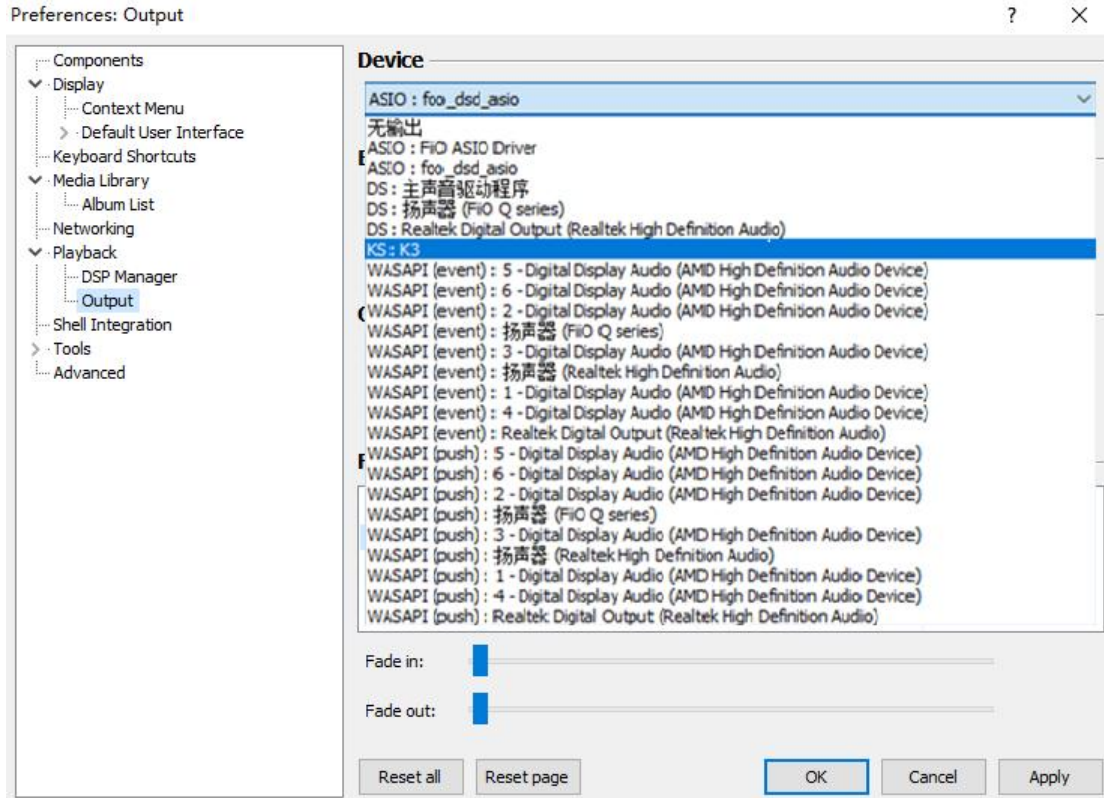 Preferences: Output
?
Components
Display
Context Menu
Default User Interface
Keyboard Shortcuts
Media Library
Album List
Networking
Playback
DSP Manager
Output
Shell Integration
Tools
Advanced
Device
ASIO : foo_dsd_asio
无输出
ASIO : FiiO ASIO Driver
ASIO : foo_dsd_asio
DS : 主声音驱动程序
DS : 扬声器 (FiiO Q series)
DS : Realtek Digital Output (Realtek High Definition Audio)
KS : K3
WASAPI (event) : 5 - Digital Display Audio (AMD High Definition Audio Device)
WASAPI (event) : 6 - Digital Display Audio (AMD High Definition Audio Device)
WASAPI (event) : 2 - Digital Display Audio (AMD High Definition Audio Device)
WASAPI (event) : 扬声器 (FiiO Q series)
WASAPI (event) : 3 - Digital Display Audio (AMD High Definition Audio Device)
WASAPI (event) : 扬声器 (Realtek High Definition Audio)
WASAPI (event) : 1 - Digital Display Audio (AMD High Definition Audio Device)
WASAPI (event) : 4 - Digital Display Audio (AMD High Definition Audio Device)
WASAPI (event) : Realtek Digital Output (Realtek High Definition Audio)
WASAPI (push) : 5 - Digital Display Audio (AMD High Definition Audio Device)
WASAPI (push) : 6 - Digital Display Audio (AMD High Definition Audio Device)
WASAPI (push) : 2 - Digital Display Audio (AMD High Definition Audio Device)
WASAPI (push) : 扬声器 (FiiO Q series)
WASAPI (push) : 3 - Digital Display Audio (AMD High Definition Audio Device)
WASAPI (push) : 扬声器 (Realtek High Definition Audio)
WASAPI (push) : 1 - Digital Display Audio (AMD High Definition Audio Device)
WASAPI (push) : 4 - Digital Display Audio (AMD High Definition Audio Device)
WASAPI (push) : Realtek Digital Output (Realtek High Definition Audio)
Fade in:
Fade out:
Reset all
Reset page
OK
Cancel
Apply